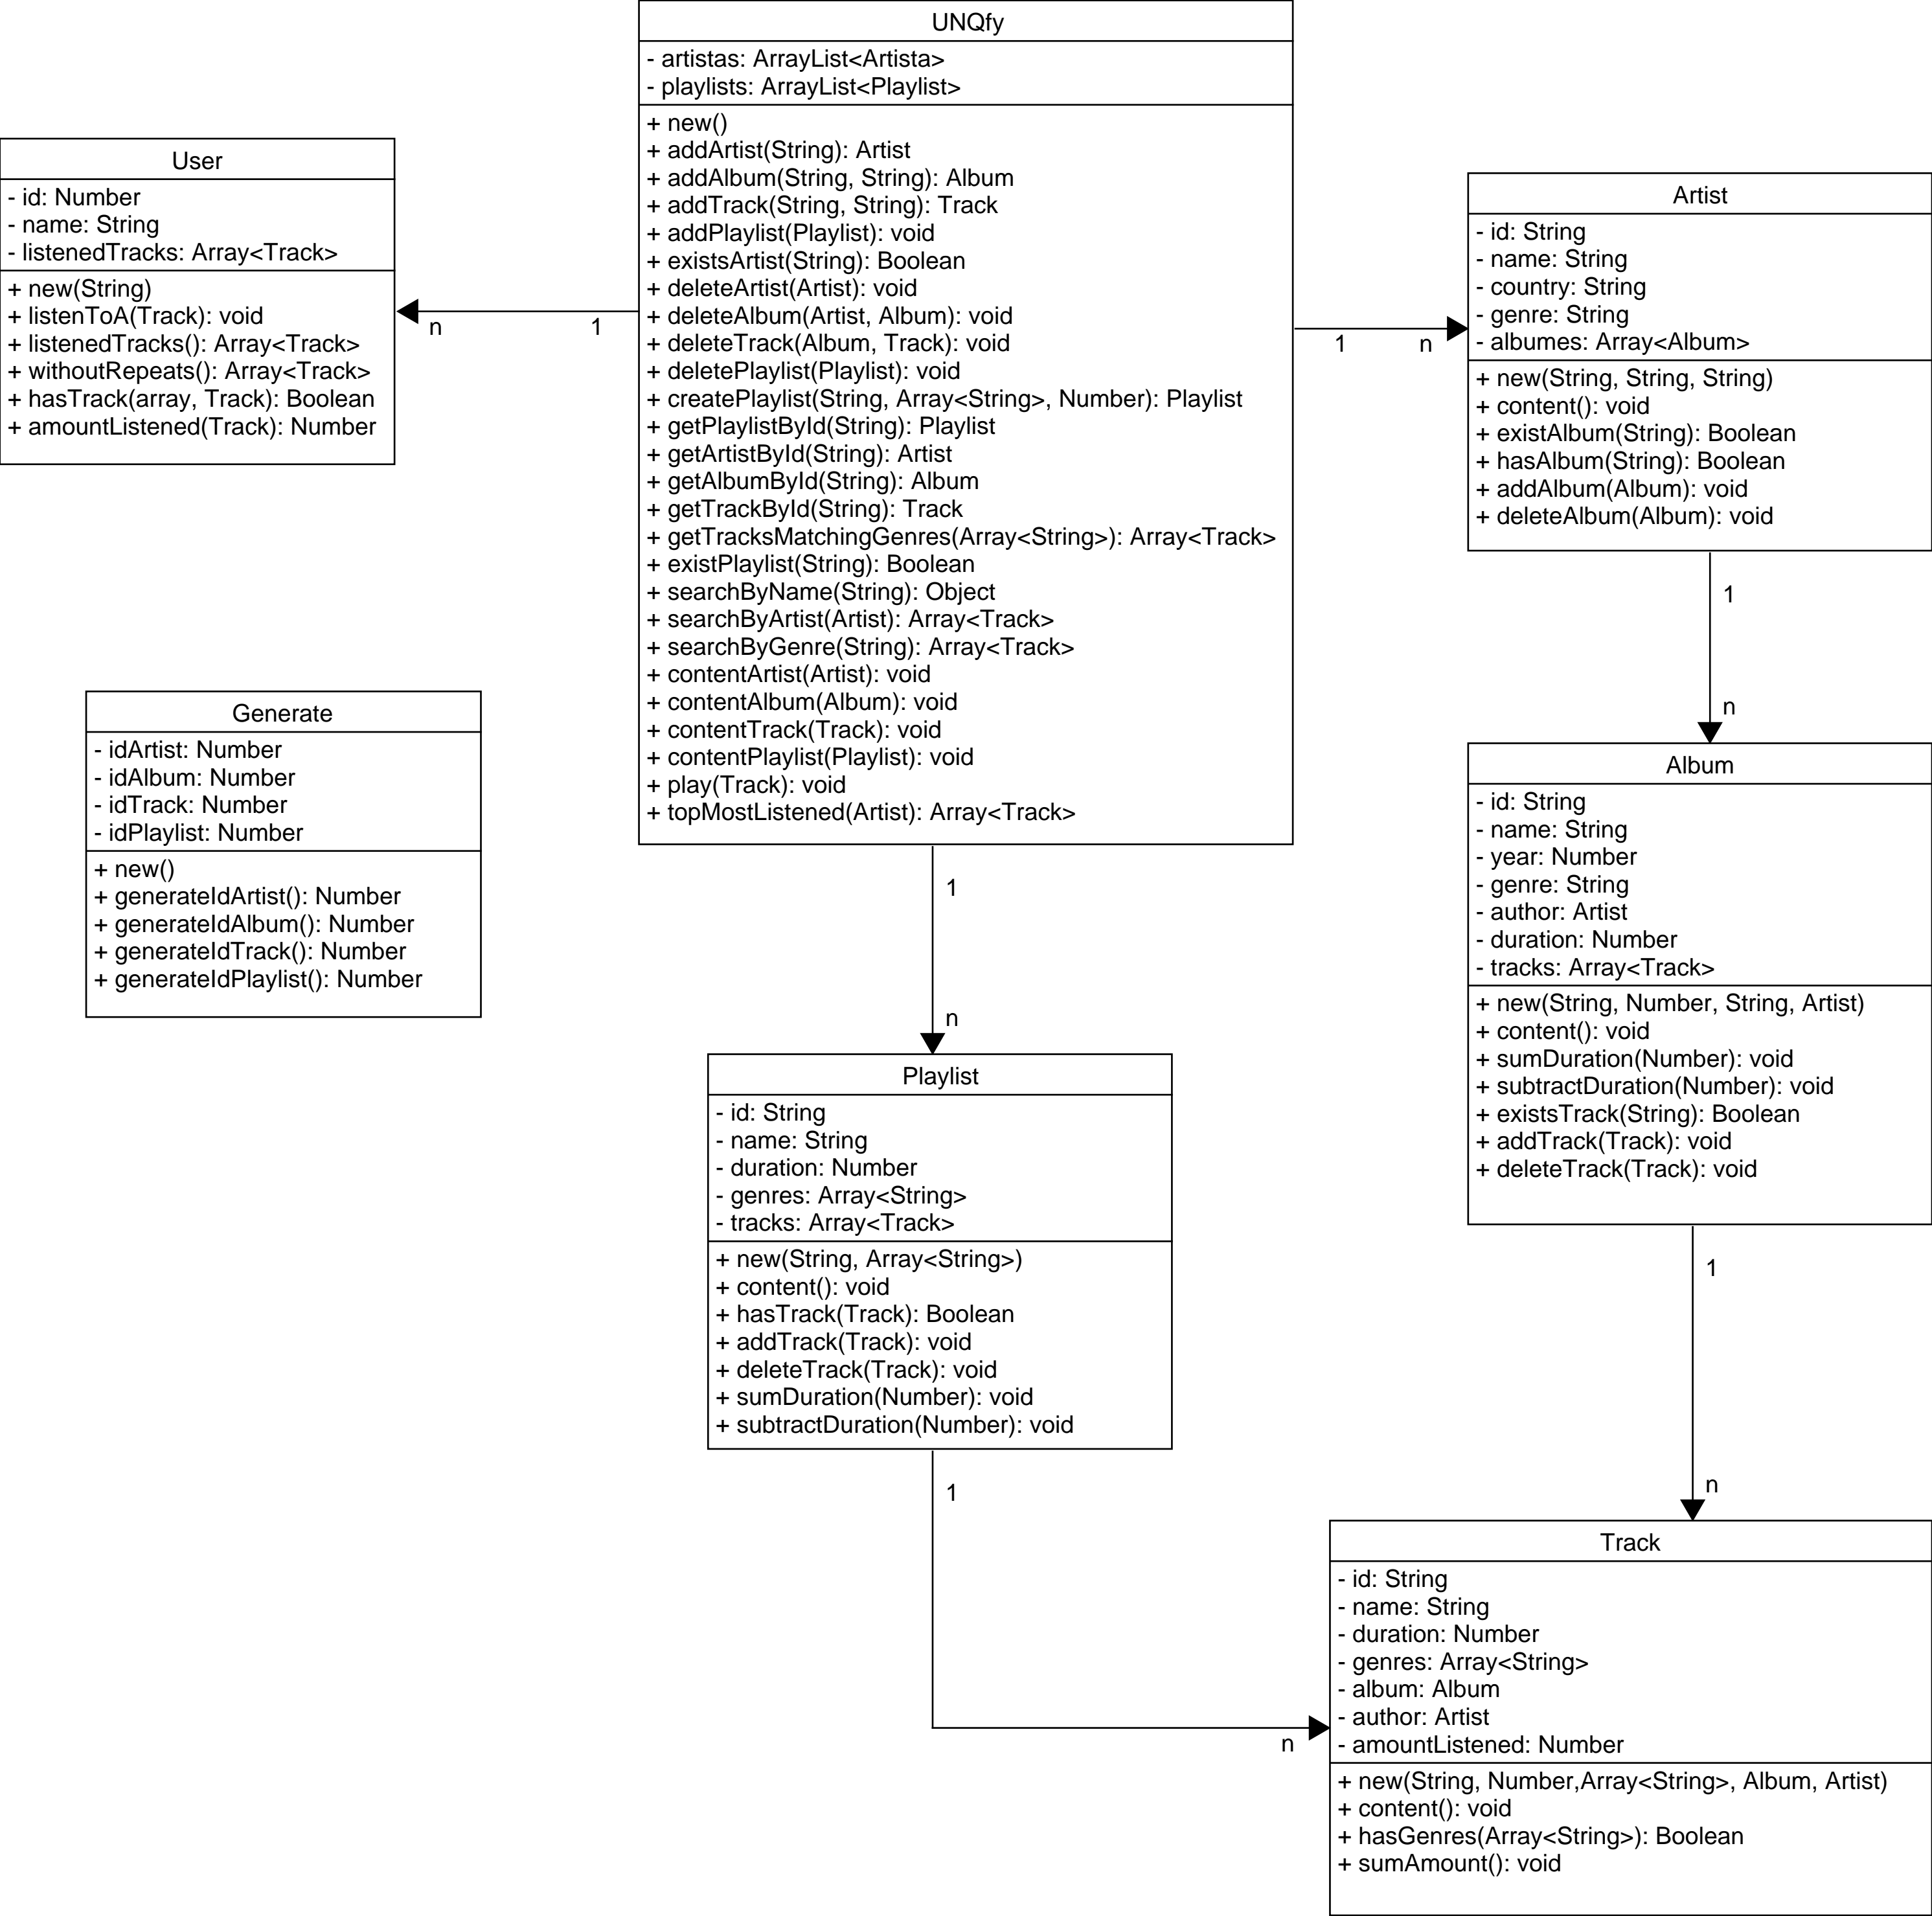 UNQfy
- artistas: ArrayList<Artista>
- playlists: ArrayList<Playlist>
+ new()
+ addArtist(String): Artist
+ addAlbum(String, String): Album
+ addTrack(String, String): Track
+ addPlaylist(Playlist): void
+ existsArtist(String): Boolean
+ deleteArtist(Artist): void
+ deleteAlbum(Artist, Album): void
+ deleteTrack(Album, Track): void
+ deletePlaylist(Playlist): void
+ createPlaylist(String, Array<String>, Number): Playlist
+ getPlaylistById(String): Playlist
+ getArtistById(String): Artist
+ getAlbumById(String): Album
+ getTrackById(String): Track
+ getTracksMatchingGenres(Array<String>): Array<Track>
+ existPlaylist(String): Boolean
+ searchByName(String): Object
+ searchByArtist(Artist): Array<Track>
+ searchByGenre(String): Array<Track>
+ contentArtist(Artist): void
+ contentAlbum(Album): void
+ contentTrack(Track): void
+ contentPlaylist(Playlist): void
+ play(Track): void
+ topMostListened(Artist): Array<Track>
User
- id: Number
- name: String
- listenedTracks: Array<Track>
+ new(String)
+ listenToA(Track): void
+ listenedTracks(): Array<Track>
+ withoutRepeats(): Array<Track>
+ hasTrack(array, Track): Boolean
+ amountListened(Track): Number
n
1
1
n
Artist
- id: String
- name: String
- country: String
- genre: String
- albumes: Array<Album>
+ new(String, String, String)
+ content(): void
+ existAlbum(String): Boolean
+ hasAlbum(String): Boolean
+ addAlbum(Album): void
+ deleteAlbum(Album): void
1
n
Generate
- idArtist: Number
- idAlbum: Number
- idTrack: Number
- idPlaylist: Number
+ new()
+ generateIdArtist(): Number
+ generateIdAlbum(): Number
+ generateIdTrack(): Number
+ generateIdPlaylist(): Number
1
n
Album
- id: String
- name: String
- year: Number
- genre: String
- author: Artist
- duration: Number
- tracks: Array<Track>
+ new(String, Number, String, Artist)
+ content(): void
+ sumDuration(Number): void
+ subtractDuration(Number): void
+ existsTrack(String): Boolean
+ addTrack(Track): void
+ deleteTrack(Track): void
1
n
Playlist
- id: String
- name: String
- duration: Number
- genres: Array<String>
- tracks: Array<Track>
+ new(String, Array<String>)
+ content(): void
+ hasTrack(Track): Boolean
+ addTrack(Track): void
+ deleteTrack(Track): void
+ sumDuration(Number): void
+ subtractDuration(Number): void
1
n
Track
- id: String
- name: String
- duration: Number
- genres: Array<String>
- album: Album
- author: Artist
- amountListened: Number
+ new(String, Number,Array<String>, Album, Artist)
+ content(): void
+ hasGenres(Array<String>): Boolean
+ sumAmount(): void